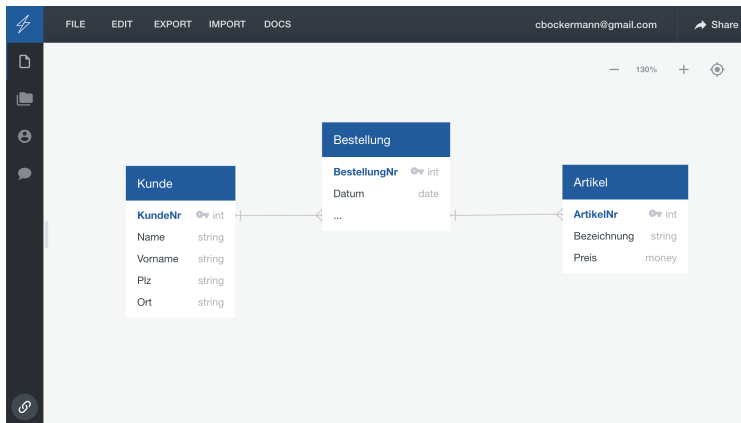 FILE EDIT EXPORT IMPORT DOCS cbockermann@gmail.com Share
130%
Kunde
KundeNr int
Name string
Vorname string
Plz string
Ort string
Bestellung
BestellungNr int
Datum date
...
Artikel
ArtikelNr int
Bezeichnung string
Preis money